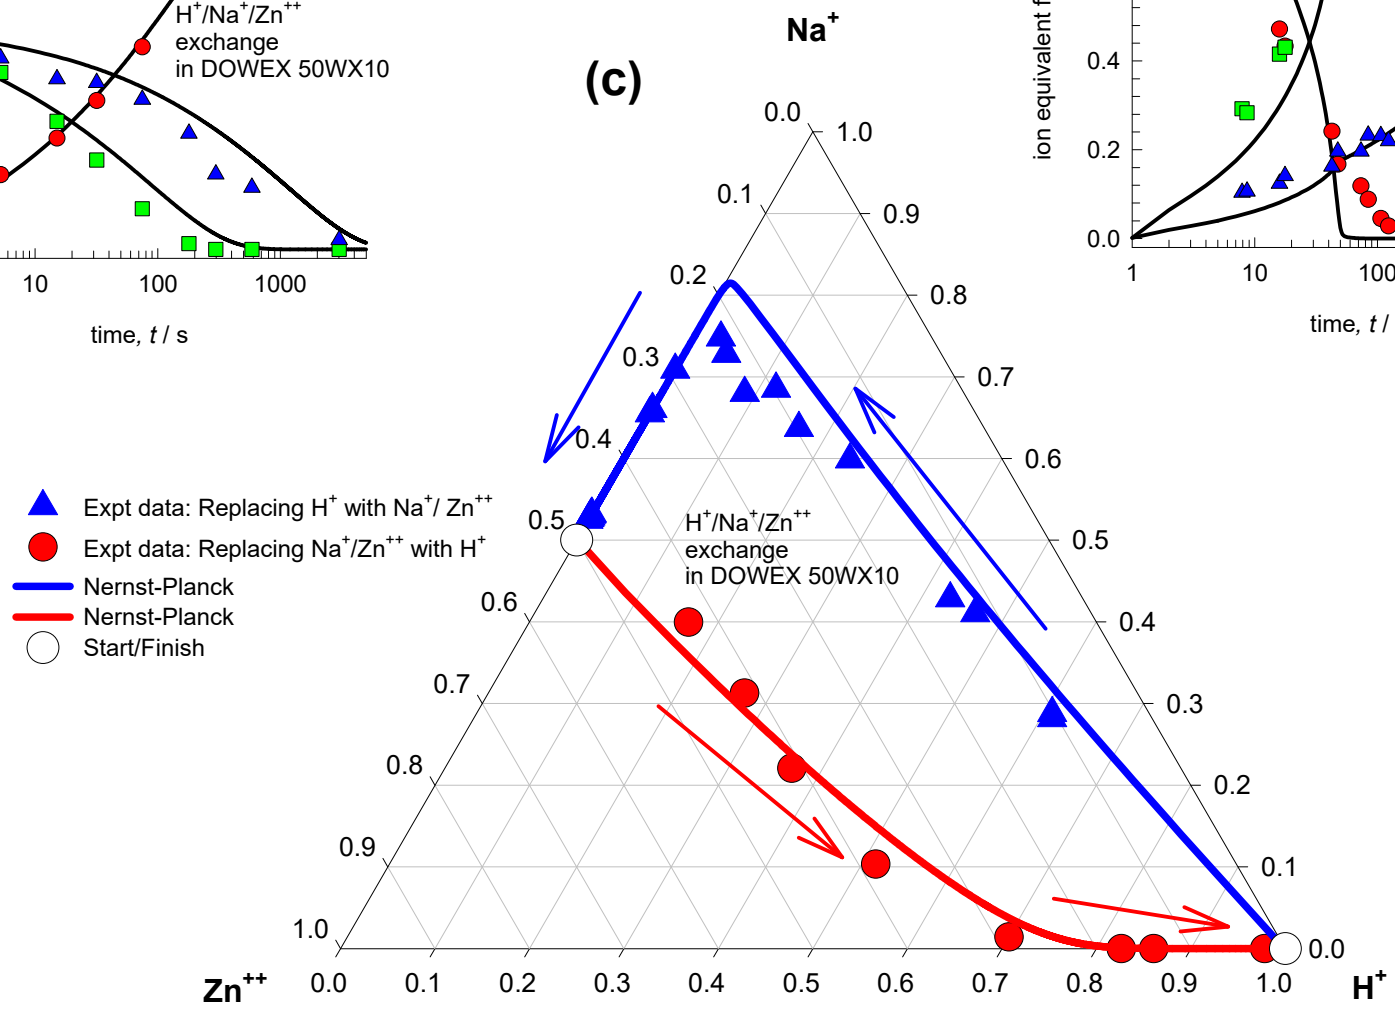 H⁺/Na⁺/Zn⁺⁺
exchange
in DOWEX 50WX10
10
100
1000
time, t / s
(c)
Na⁺
0.0
0.1
0.2
0.3
0.4
0.5
0.6
0.7
0.8
0.9
1.0
1.0
0.9
0.8
0.7
0.6
0.5
0.4
0.3
0.2
0.1
0.0
H⁺/Na⁺/Zn⁺⁺
exchange
in DOWEX 50WX10
Zn⁺⁺
0.0
0.1
0.2
0.3
0.4
0.5
0.6
0.7
0.8
0.9
1.0
H⁺
Expt data: Replacing H⁺ with Na⁺/ Zn⁺⁺
Expt data: Replacing Na⁺/Zn⁺⁺ with H⁺
Nernst-Planck
Nernst-Planck
Start/Finish
ion equivalent
0.4
0.2
0.0
1
10
100
time, t /